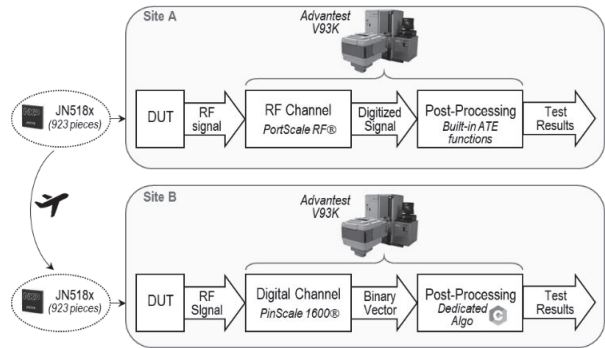 Site A
Advantest
V93K
JN518x
(923 pieces)
DUT
RF
signal
RF Channel
PortScale RF®
Digitized
Signal
Post-Processing
Built-in ATE
functions
Test
Results
Site B
Advantest
V93K
JN518x
(923 pieces)
DUT
RF
SIgnal
Digital Channel
PinScale 1600®
Binary
Vector
Post-Processing
Dedicated
Algo
C
Test
Results